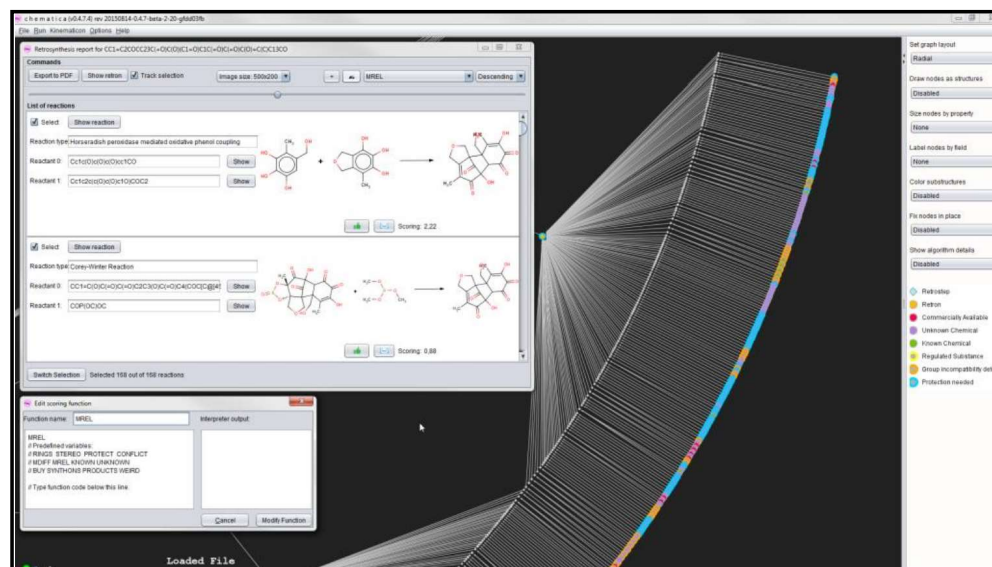 chematica (v0.4.7.4) rev 20150814-0.4.7-beta-2-20-gfdd03fb
File Run Kinematicon Options Help
Retrosynthesis report for CC1=C2COCC23C(=O)C(O)(C1=O)C1C(=O)C(=O)C(O)=C(C)C13CO
Commands
Export to PDF Show retron Track selection Image size: 500x200 + MREL Descending
List of reactions
Select Show reaction
Reaction type Horseradish peroxidase mediated oxidative phenol coupling
Reactant 0: Cc1c(O)c(O)c(O)cc1CO Show
Reactant 1: Cc1c2c(c(O)c(O)c1O)COC2 Show
Scoring: 2,22
Select Show reaction
Reaction type Corey-Winter Reaction
Reactant 0: Show
Reactant 1: COP(OC)OC Show
Scoring: 0,88
Switch Selection Selected 168 out of 168 reactions
Edit scoring function
Function name: MREL Interpreter output:
MREL
// Predefined variables:
// RINGS STEREO PROTECT CONFLICT
// MDIFF MREL KNOWN UNKNOWN
// BUY SYNTHONS PRODUCTS WEIRD
// Type function code below this line:
Cancel Modify Function
Loaded File
Set graph layout
Radial
Draw nodes as structures
Disabled
Size nodes by property
None
Label nodes by field
None
Color substructures
Disabled
Fix nodes in place
Disabled
Show algorithm details
Disabled
Retrostep
Retron
Commercially Available
Unknown Chemical
Known Chemical
Regulated Substance
Group incompatibility det
Protection needed